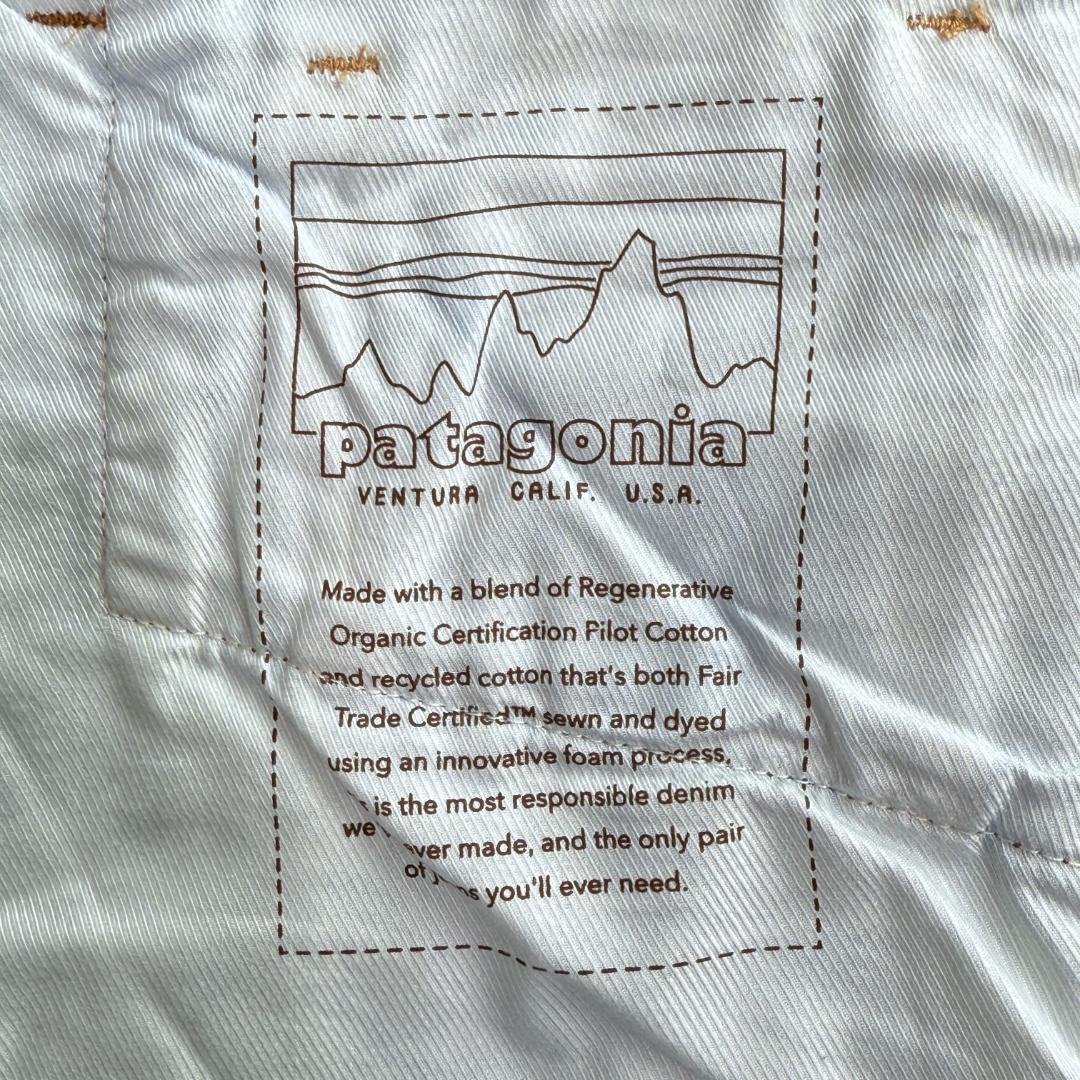 patagonia
VENTURA CALIF. U.S.A.
Made with a blend of Regenerative
Organic Certification Pilot Cotton
and recycled cotton that's both Fair
Trade Certified™ sewn and dyed
using an innovative foam process,
is the most responsible denim
we ever made, and the only pair
of you'll ever need.